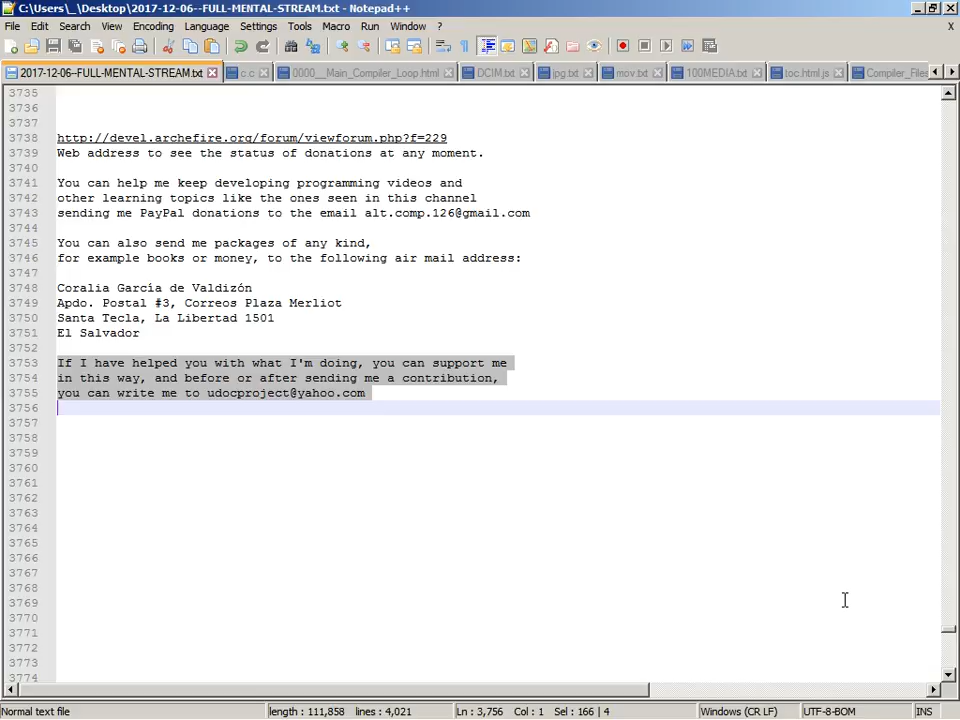 C:\Users\_\Desktop\2017-12-06--FULL-MENTAL-STREAM.txt - Notepad++
File Edit Search View Encoding Language Settings Tools Macro Run Window ? X
2017-12-06--FULL-MENTAL-STREAM.txt c.c 0000__Main_Compiler_Loop.html DCIM.txt jpg.txt mov.txt 100MEDIA.txt toc.html.js Compiler_Files
3735
3736
3737
3738 http://devel.archefire.org/forum/viewforum.php?f=229
3739 Web address to see the status of donations at any moment.
3740
3741 You can help me keep developing programming videos and
3742 other learning topics like the ones seen in this channel
3743 sending me PayPal donations to the email alt.comp.126@gmail.com
3744
3745 You can also send me packages of any kind,
3746 for example books or money, to the following air mail address:
3747
3748 Coralia García de Valdizón
3749 Apdo. Postal #3, Correos Plaza Merliot
3750 Santa Tecla, La Libertad 1501
3751 El Salvador
3752
3753 If I have helped you with what I'm doing, you can support me
3754 in this way, and before or after sending me a contribution,
3755 you can write me to udocproject@yahoo.com
3756
3757
3758
3759
3760
3761
3762
3763
3764
3765
3766
3767
3768
3769
3770
3771
3772
3773
3774
Normal text file length : 111,858 lines : 4,021 Ln : 3,756 Col : 1 Sel : 166 | 4 Windows (CR LF) UTF-8-BOM INS